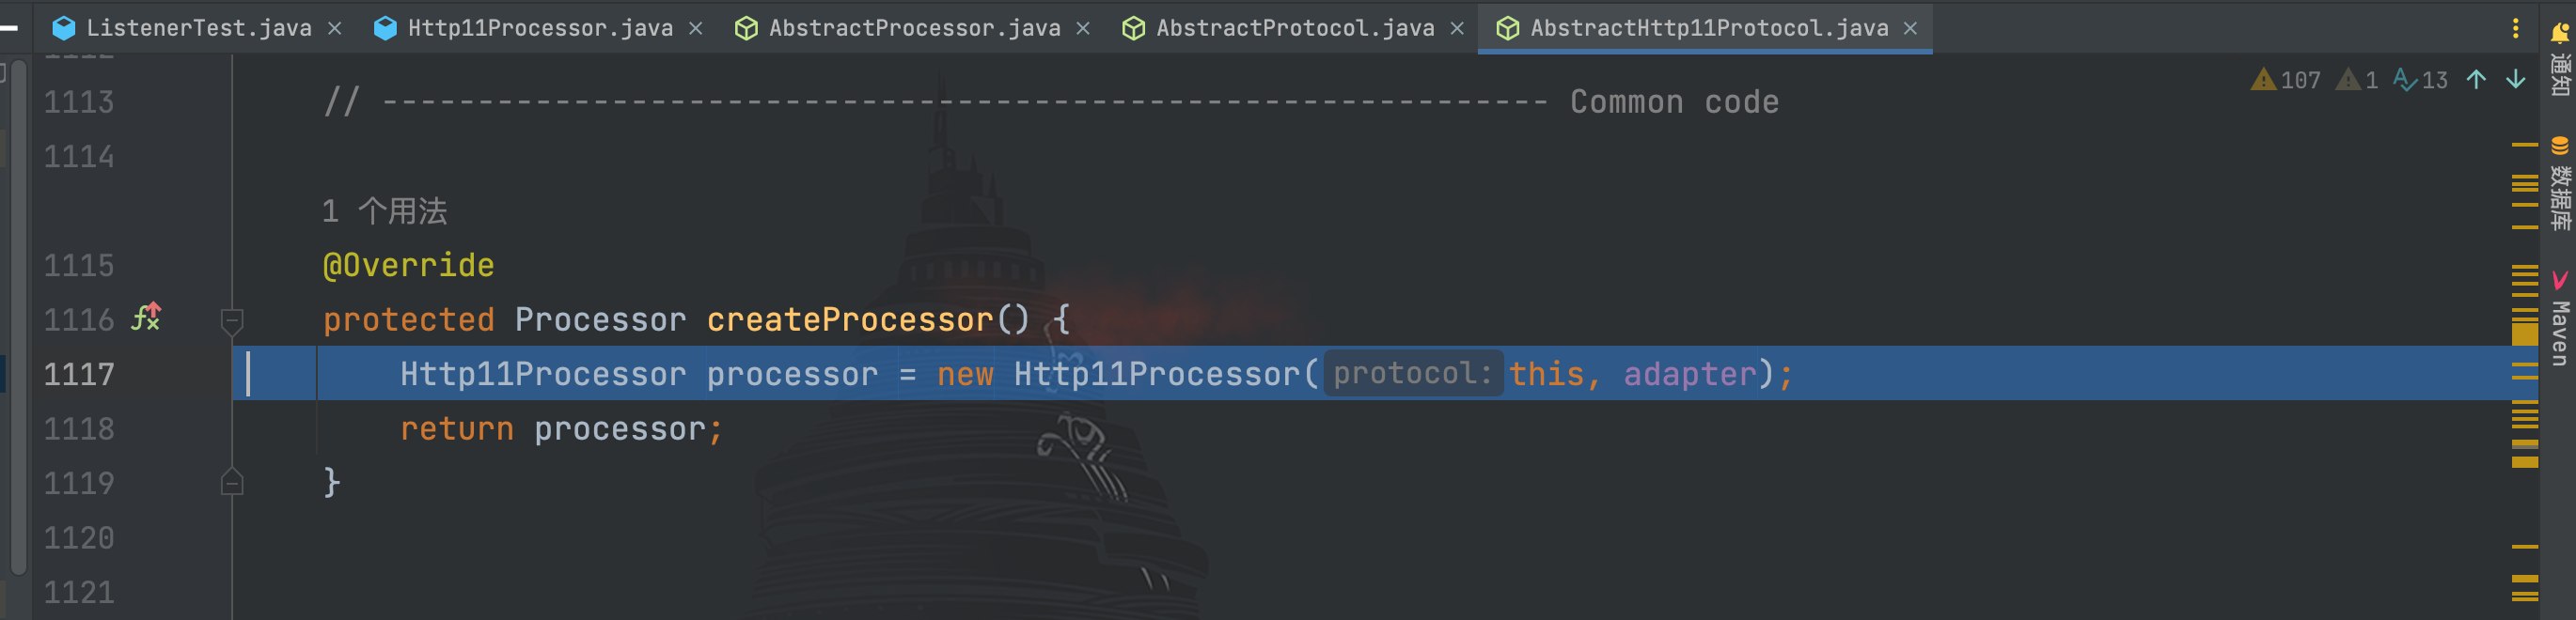 ListenerTest.java Http11Processor.java AbstractProcessor.java AbstractProtocol.java AbstractHttp11Protocol.java
107 1 13
1113 // ------------------------------------------------------------- Common code
1114
1 个用法
1115 @Override
1116 protected Processor createProcessor() {
1117 Http11Processor processor = new Http11Processor( protocol: this, adapter);
1118 return processor;
1119 }
1120
1121
通知
数据库
Maven